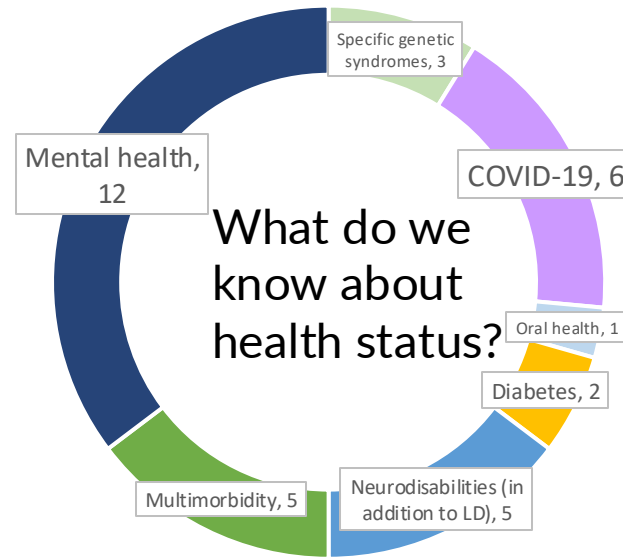 Specific genetic
syndromes, 3
COVID-19, 6
Oral health, 1
Diabetes, 2
Neurodisabilities (in
addition to LD), 5
Multimorbidity, 5
Mental health,
12
What do we
know about
health status?